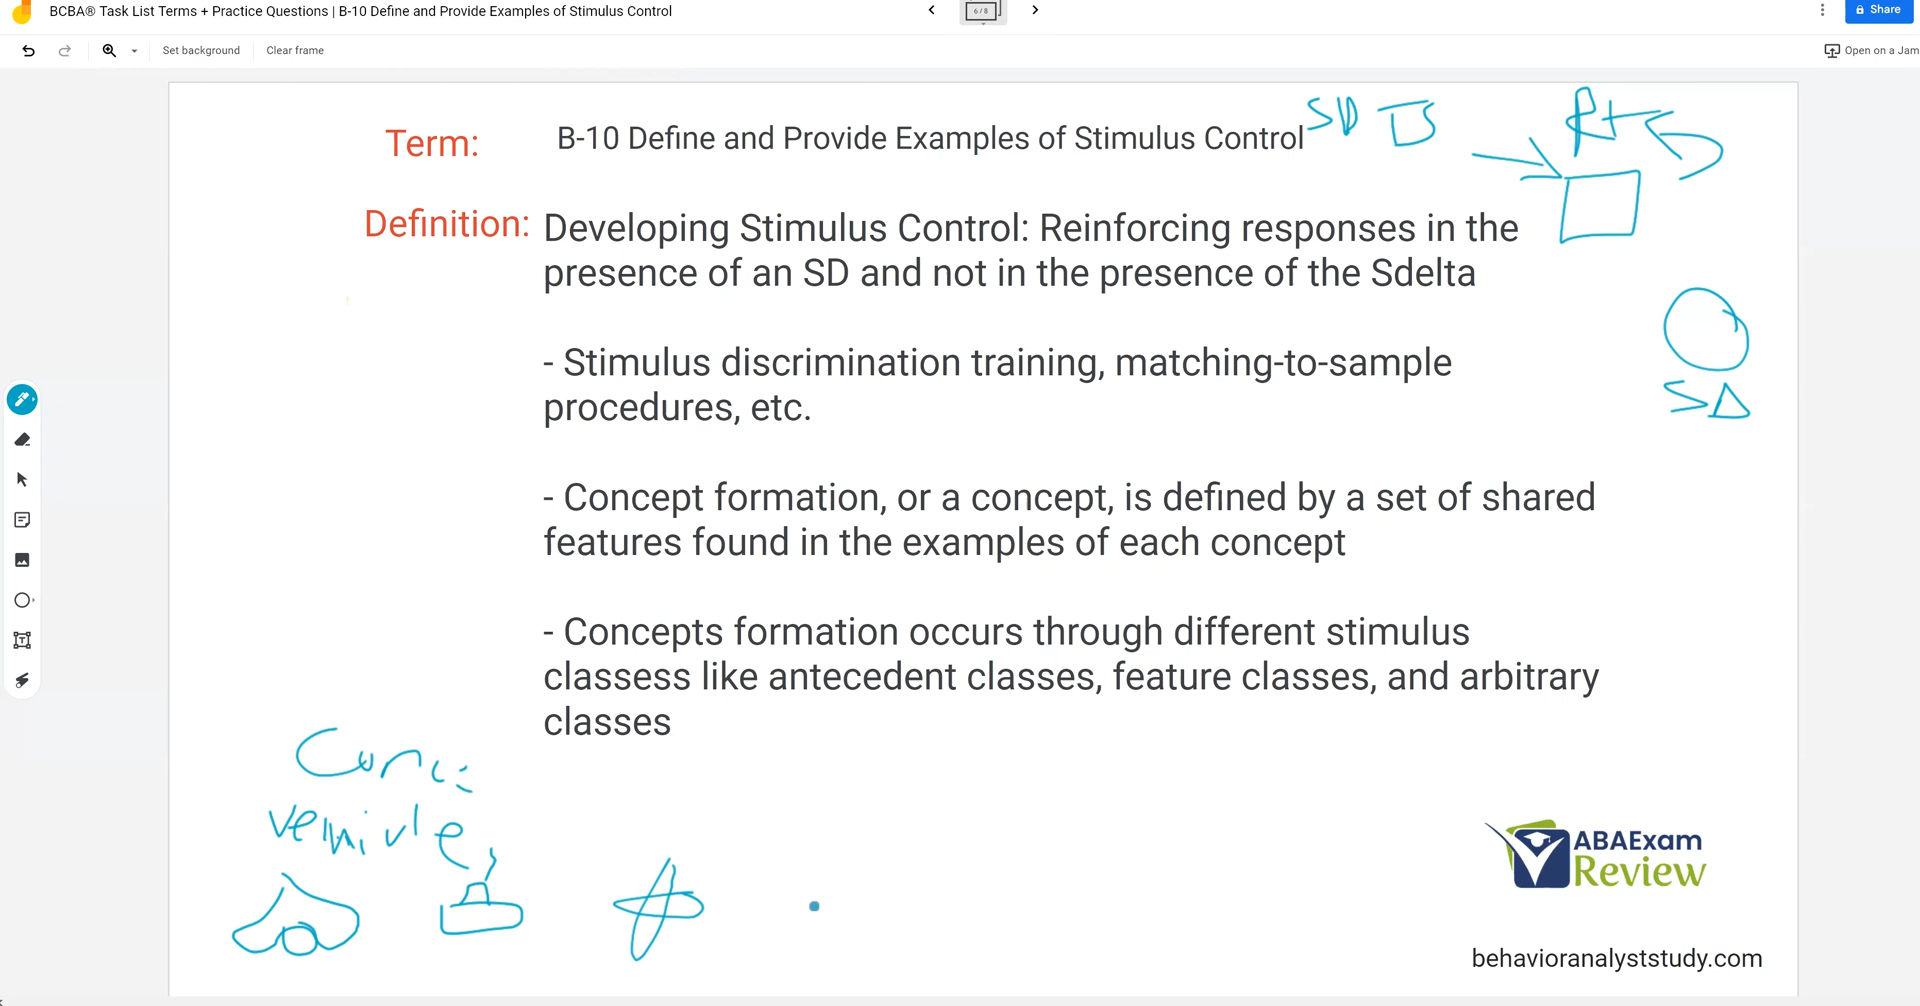 BCBA® Task List Terms + Practice Questions | B-10 Define and Provide Examples of Stimulus Control
6 / 8
Share
Set background
Clear frame
Open on a Jam
Term:
B-10 Define and Provide Examples of Stimulus Control
SD
R+
Definition:
Developing Stimulus Control: Reinforcing responses in the
presence of an SD and not in the presence of the Sdelta
SΔ
- Stimulus discrimination training, matching-to-sample
procedures, etc.
- Concept formation, or a concept, is defined by a set of shared
features found in the examples of each concept
- Concepts formation occurs through different stimulus
classess like antecedent classes, feature classes, and arbitrary
classes
ABAExam
Review
behavioranalyststudy.com